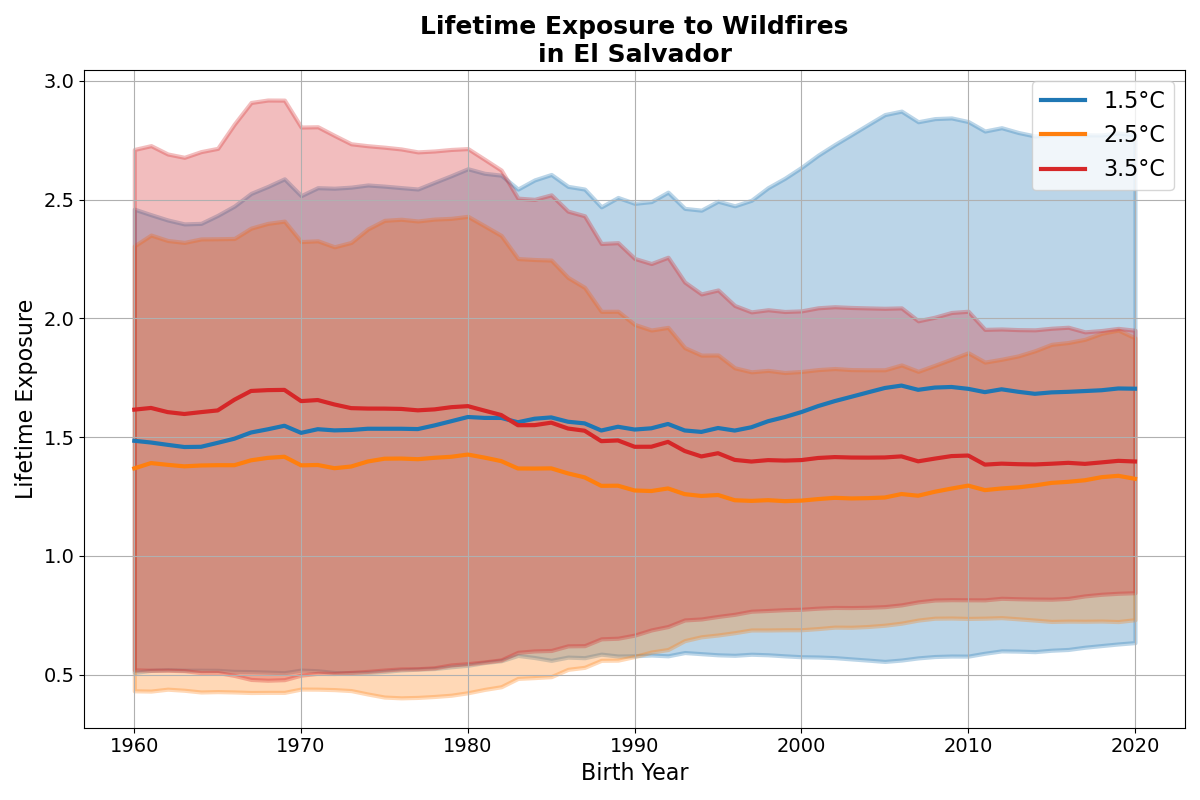 Lifetime Exposure to Wildfires
in El Salvador
Lifetime Exposure
3.0
2.5
2.0
1.5
1.0
0.5
1.5°C
2.5°C
3.5°C
1960
1970
1980
1990
2000
2010
2020
Birth Year